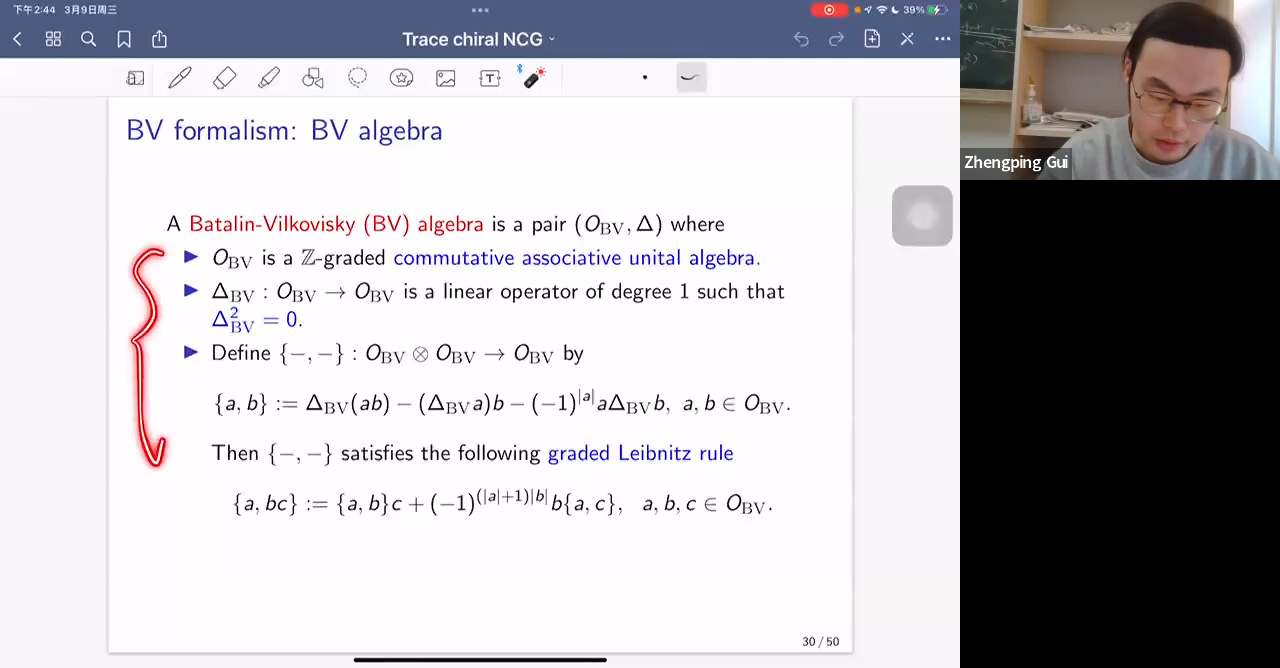 下午2:44 3月9日周三
39%
Trace chiral NCG
BV formalism: BV algebra
A Batalin-Vilkovisky (BV) algebra is a pair (O_BV, Δ) where
▶ O_BV is a ℤ-graded commutative associative unital algebra.
▶ Δ_BV : O_BV → O_BV is a linear operator of degree 1 such that
Δ²_BV = 0.
▶ Define {−, −} : O_BV ⊗ O_BV → O_BV by
{a, b} := Δ_BV(ab) − (Δ_BV a)b − (−1)^{|a|} aΔ_BV b, a, b ∈ O_BV.
Then {−, −} satisfies the following graded Leibnitz rule
{a, bc} := {a, b}c + (−1)^{(|a|+1)|b|} b{a, c}, a, b, c ∈ O_BV.
30 / 50
Zhengping Gui